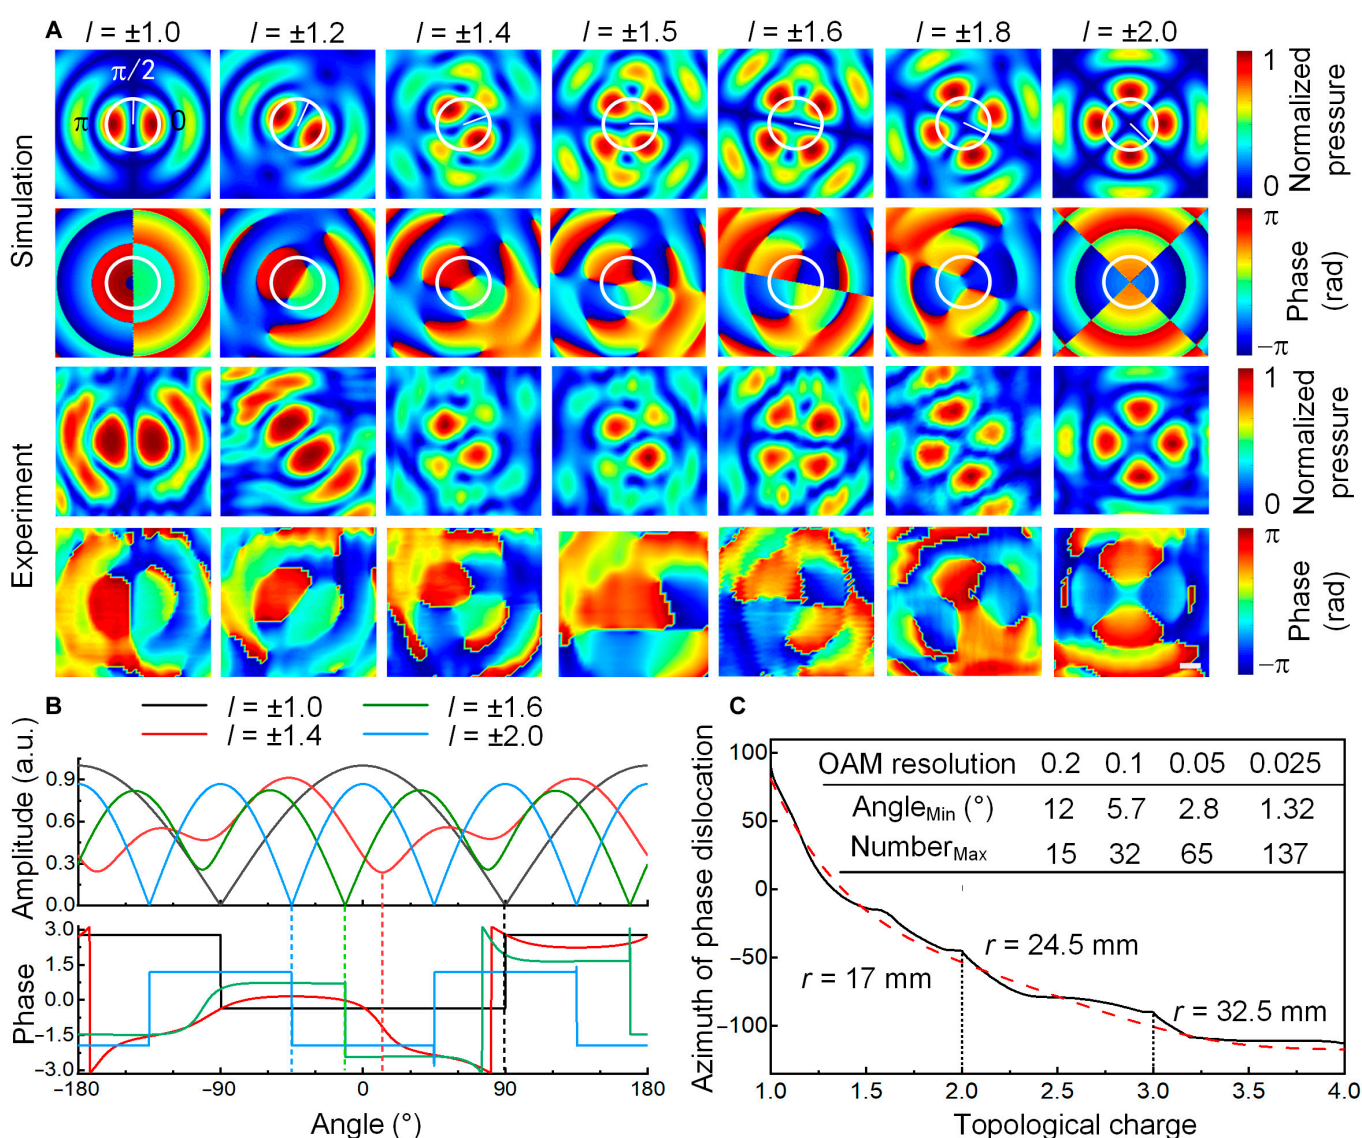 A
l = ±1.0 l = ±1.2 l = ±1.4 l = ±1.5 l = ±1.6 l = ±1.8 l = ±2.0
Simulation
π/2
π 0
1
0
Normalized
pressure
π
−π
Phase
(rad)
Experiment
1
0
Normalized
pressure
π
−π
Phase
(rad)
B
l = ±1.0 l = ±1.6
l = ±1.4 l = ±2.0
Amplitude (a.u.)
0.9
0.6
0.3
0.0
Phase
3.0
1.5
0.0
−1.5
−3.0
−180 −90 0 90 180
Angle (°)
C
Azimuth of phase dislocation
100
50
0
−50
−100
OAM resolution 0.2 0.1 0.05 0.025
AngleMin (°) 12 5.7 2.8 1.32
NumberMax 15 32 65 137
r = 24.5 mm
r = 17 mm
r = 32.5 mm
1.0 1.5 2.0 2.5 3.0 3.5 4.0
Topological charge